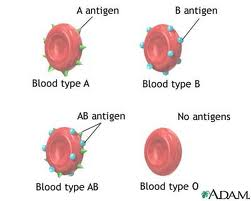 A antigen
B antigen
Blood type A
Blood type B
AB antigen
No antigens
Blood type AB
Blood type O
ADAM.